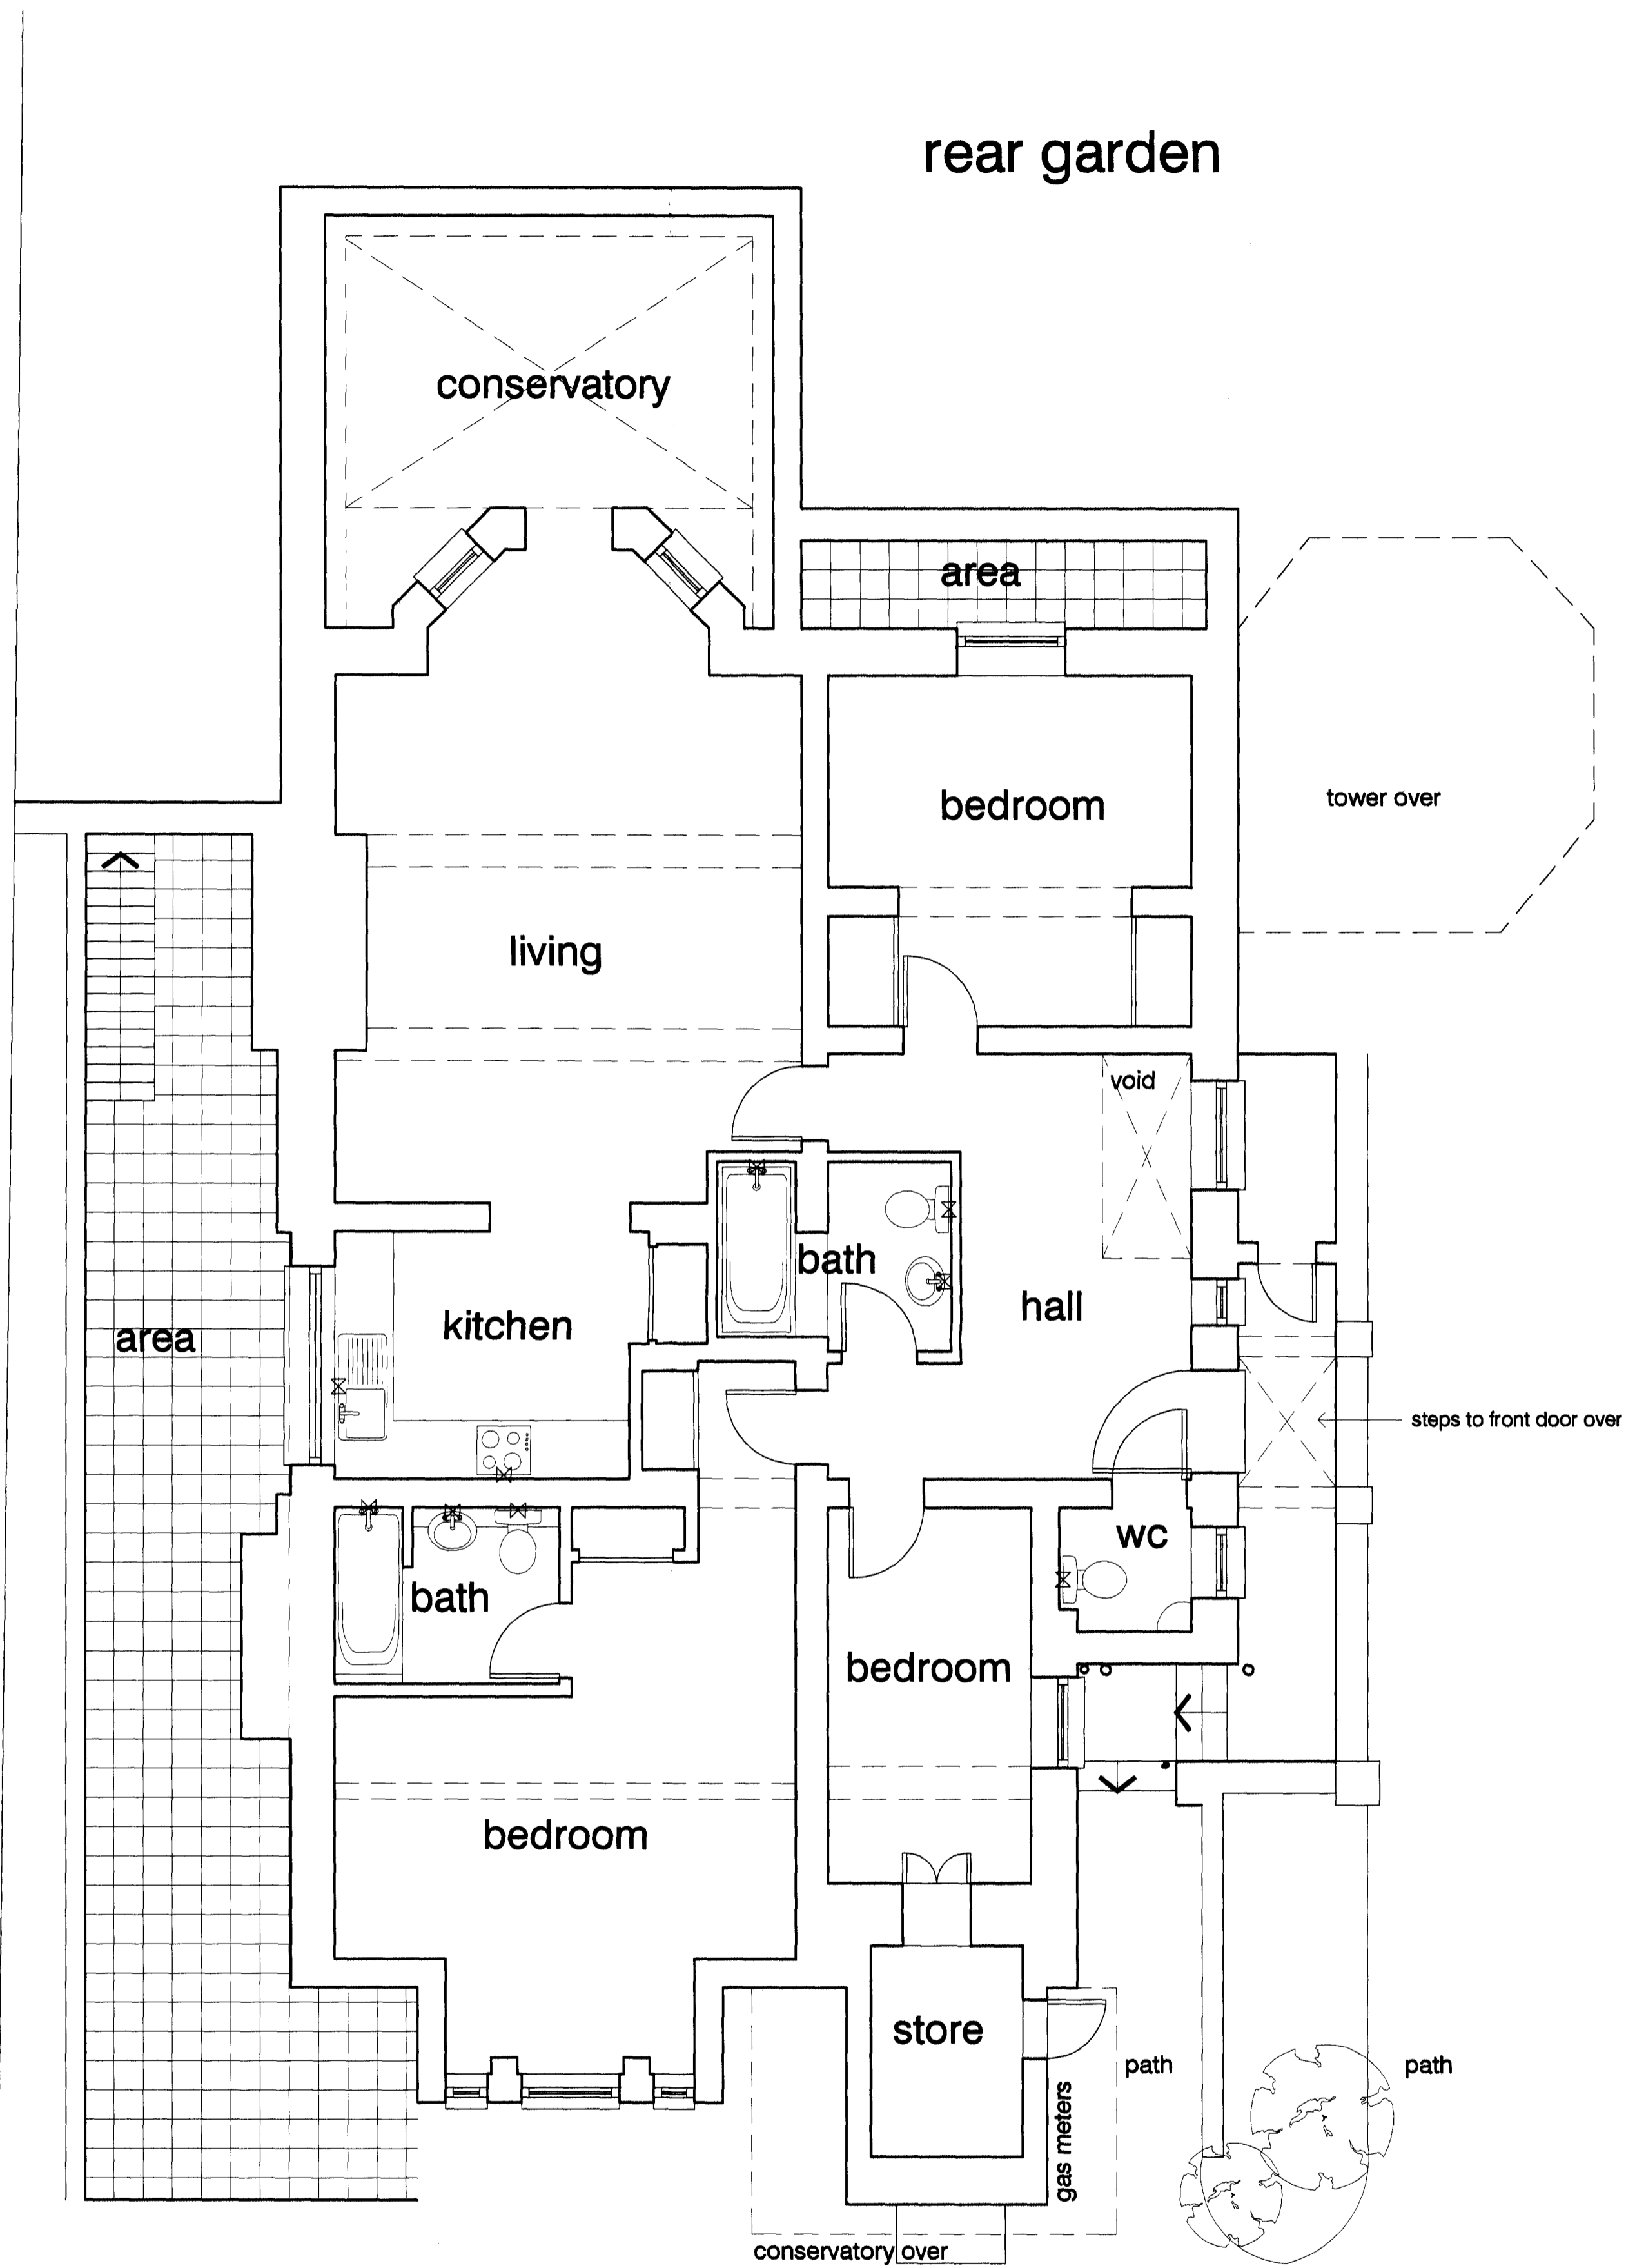 rear garden
conservatory
area
bedroom
tower over
living
void
bath
hall
kitchen
area
steps to front door over
wc
bath
bedroom
bedroom
store
path
path
gas meters
conservatory over